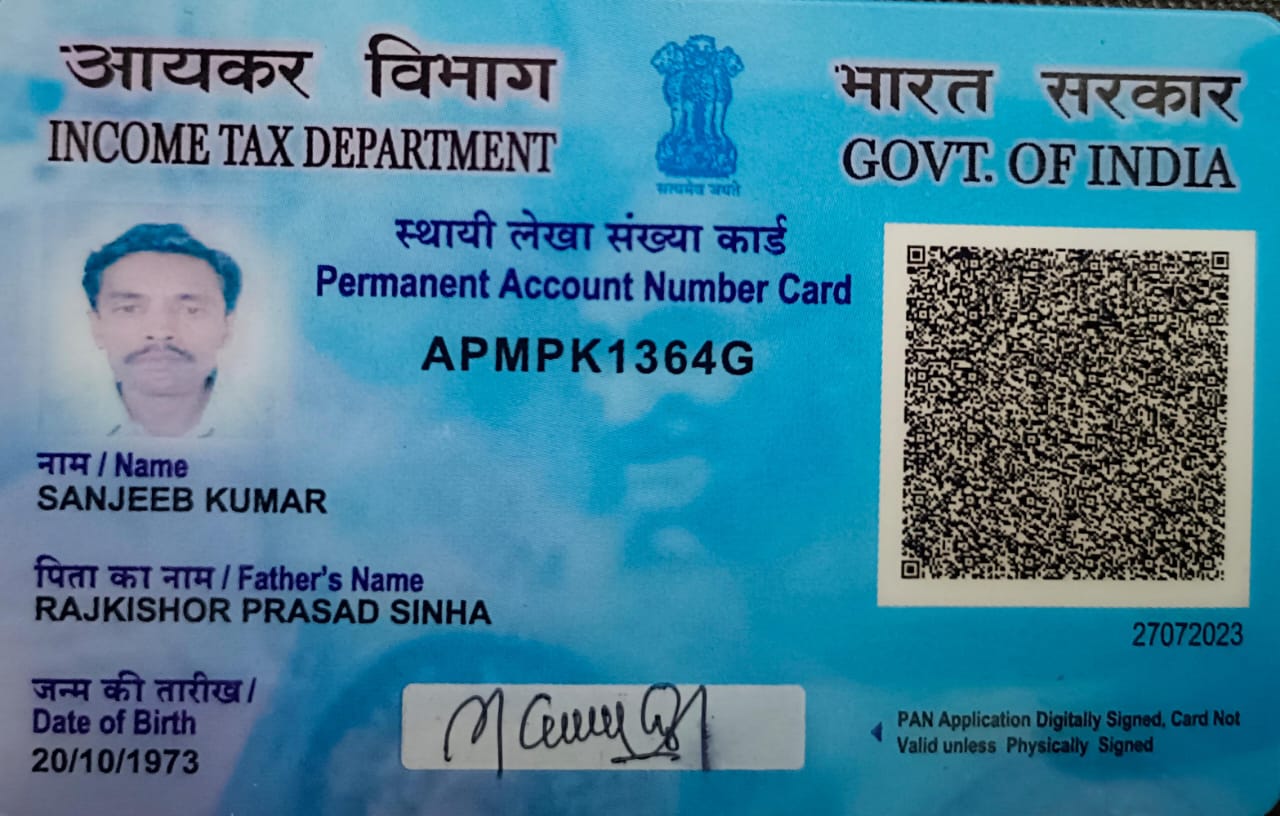 आयकर विभाग
INCOME TAX DEPARTMENT
सत्यमेव जयते
भारत सरकार
GOVT. OF INDIA
स्थायी लेखा संख्या कार्ड
Permanent Account Number Card
APMPK1364G
नाम / Name
SANJEEB KUMAR
पिता का नाम / Father's Name
RAJKISHOR PRASAD SINHA
27072023
जन्म की तारीख /
Date of Birth
20/10/1973
PAN Application Digitally Signed, Card Not
Valid unless Physically Signed